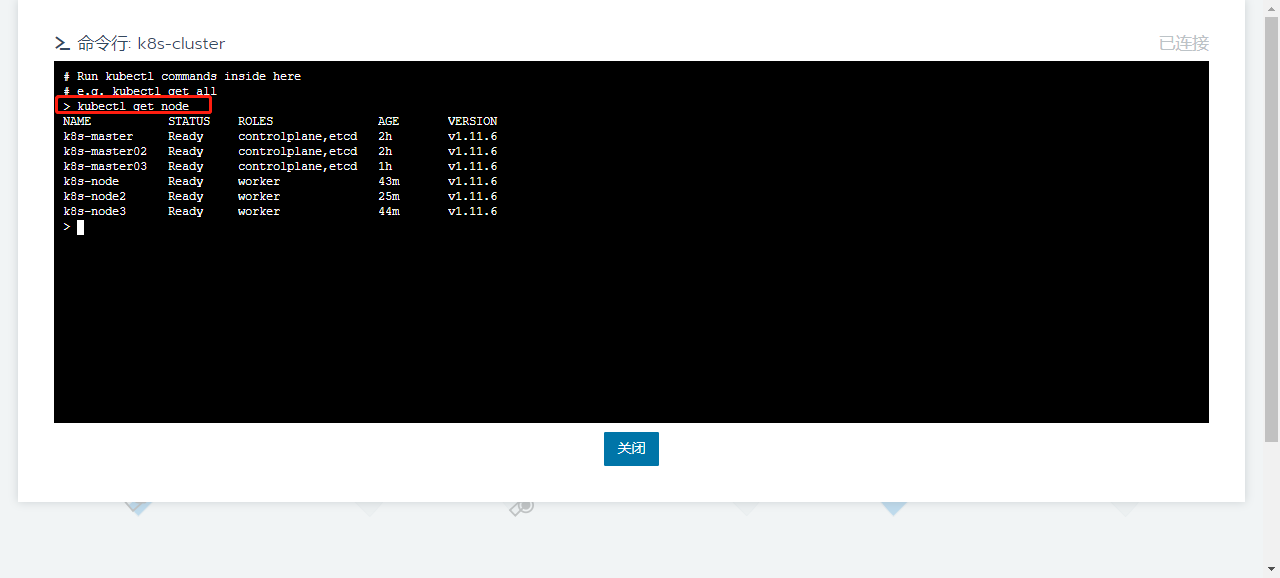 命令行: k8s-cluster
已连接
# Run kubectl commands inside here
# e.g. kubectl get all
> kubectl get node
NAME STATUS ROLES AGE VERSION
k8s-master Ready controlplane,etcd 2h v1.11.6
k8s-master02 Ready controlplane,etcd 2h v1.11.6
k8s-master03 Ready controlplane,etcd 1h v1.11.6
k8s-node Ready worker 43m v1.11.6
k8s-node2 Ready worker 25m v1.11.6
k8s-node3 Ready worker 44m v1.11.6
>
关闭